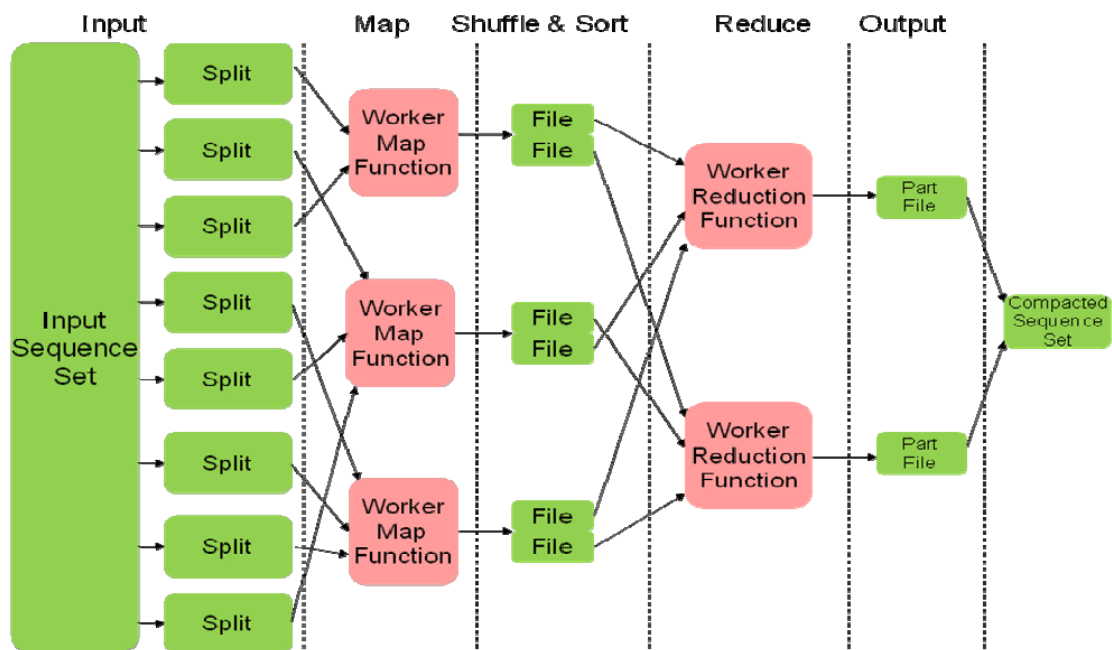 Input
Map
Shuffle & Sort
Reduce
Output
Input
Sequence
Set
Split
Split
Split
Split
Split
Split
Split
Split
Worker
Map
Function
Worker
Map
Function
Worker
Map
Function
File
File
File
File
File
File
Worker
Reduction
Function
Worker
Reduction
Function
Part
File
Part
File
Compacted
Sequence
Set